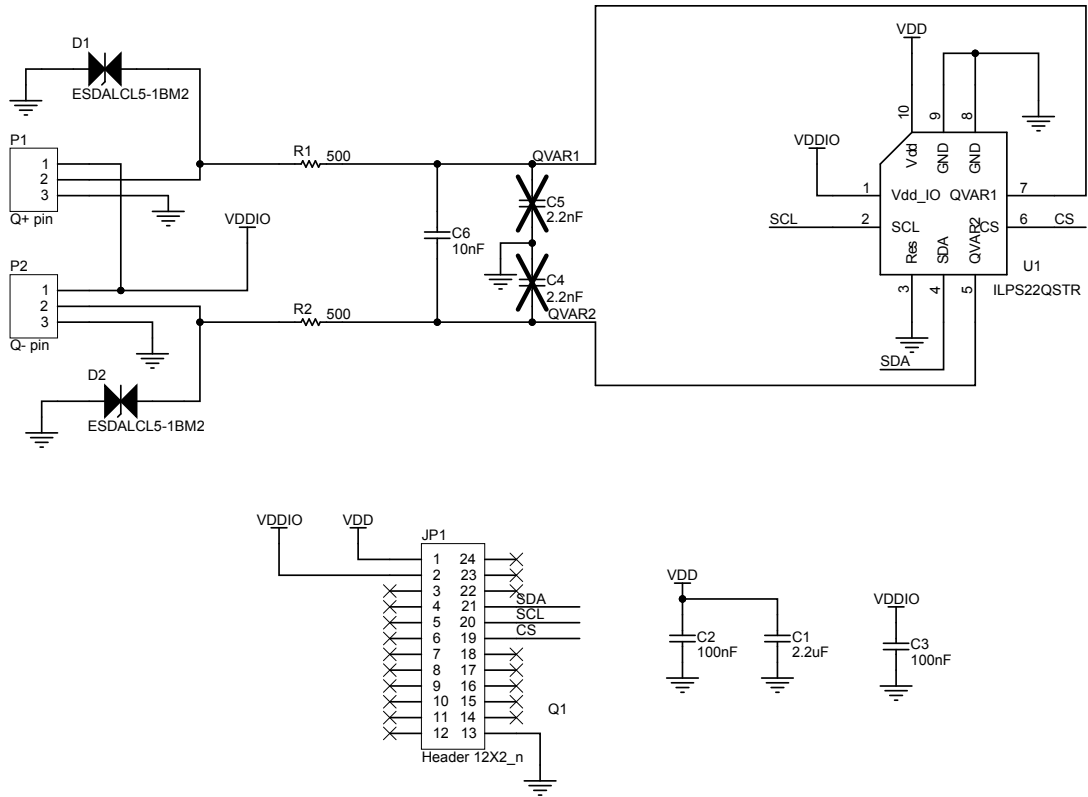 D1
ESDALCL5-1BM2
P1
1
2
3
Q+ pin
VDDIO
P2
1
2
3
Q- pin
D2
ESDALCL5-1BM2
R1 500
R2 500
C6
10nF
QVAR1
C5
2.2nF
C4
2.2nF
QVAR2
VDD
VDDIO
10
9
8
Vdd
GND
GND
1 Vdd_IO QVAR1 7
SCL 2 SCL CS 6 CS
Res
SDA
QVAR2
3
4
5
U1
ILPS22QSTR
SDA
VDDIO VDD
JP1
1 24
2 23
3 22
4 21 SDA
5 20 SCL
6 19 CS
7 18
8 17
9 16
10 15
11 14
12 13
Q1
Header 12X2_n
VDD
C2
100nF
C1
2.2uF
VDDIO
C3
100nF